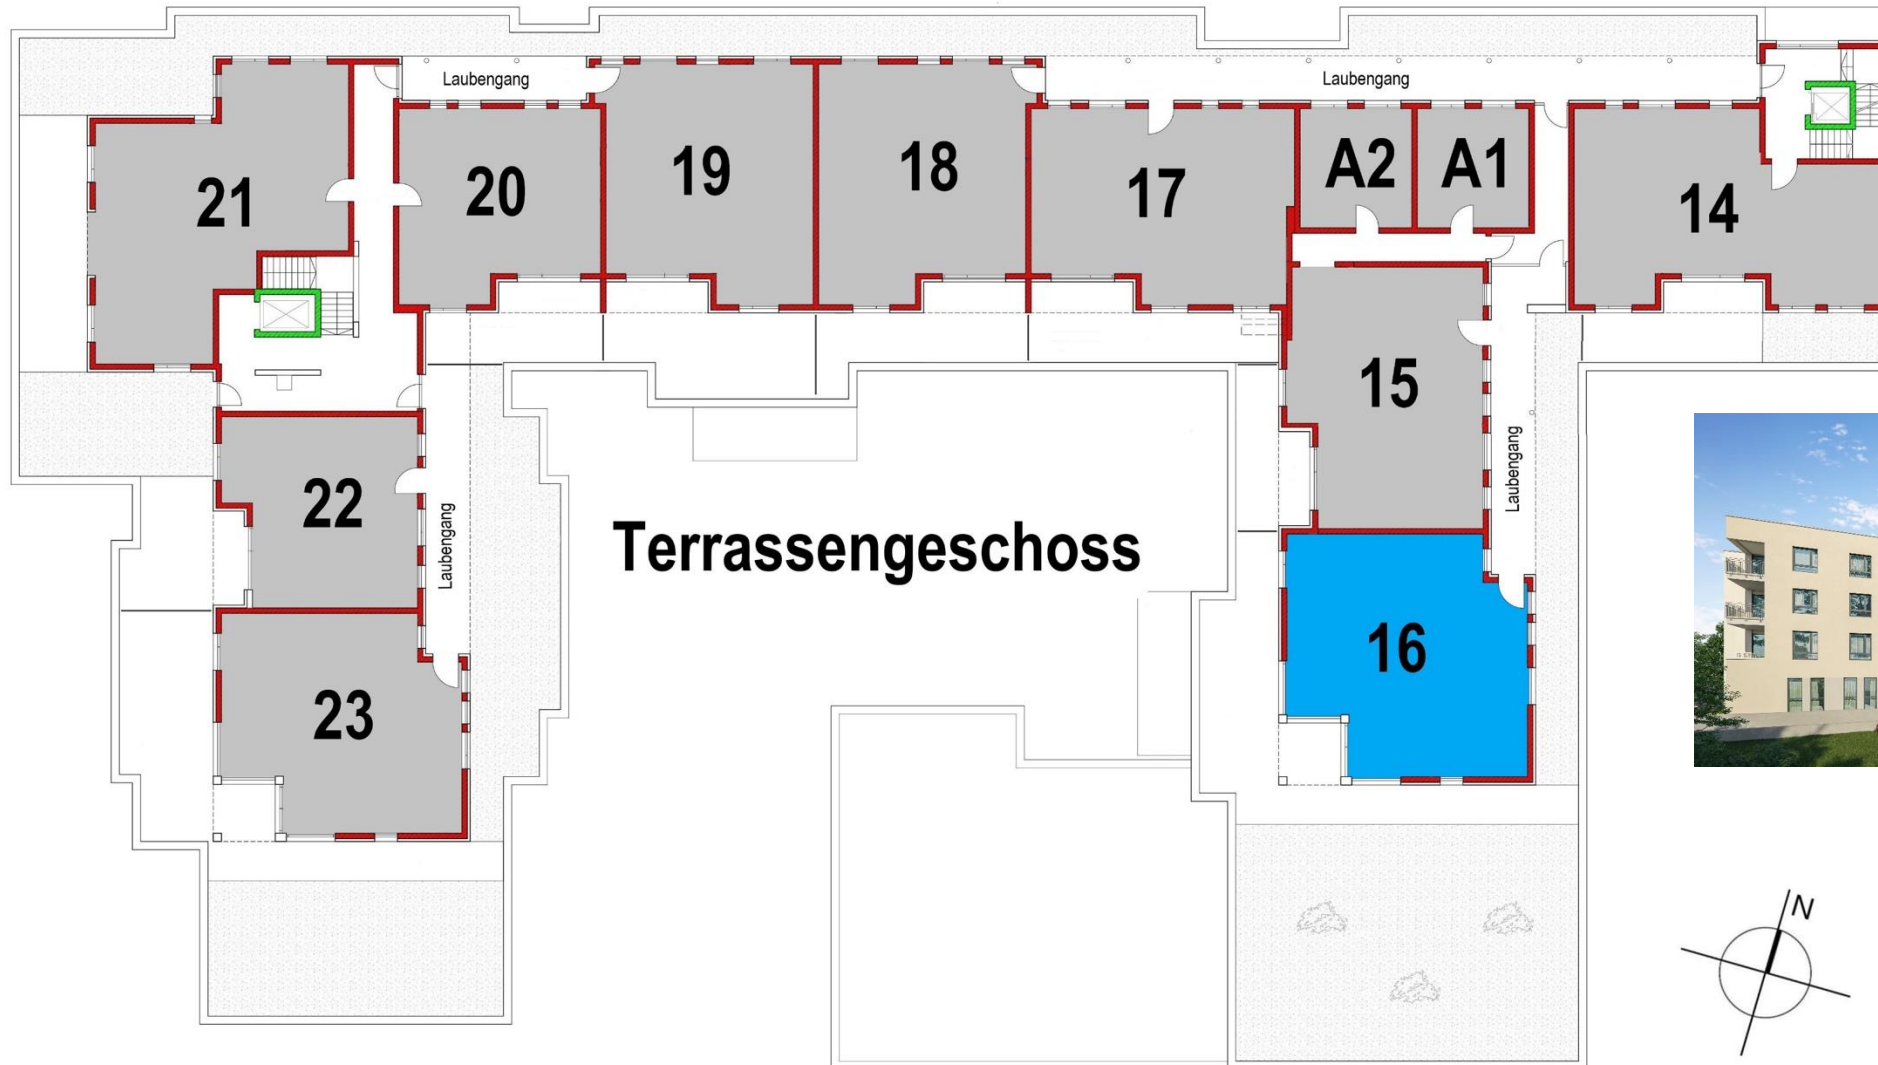 Laubengang
Laubengang
21
20
19
18
17
A2
A1
14
15
22
Laubengang
Laubengang
Terrassengeschoss
16
23
N